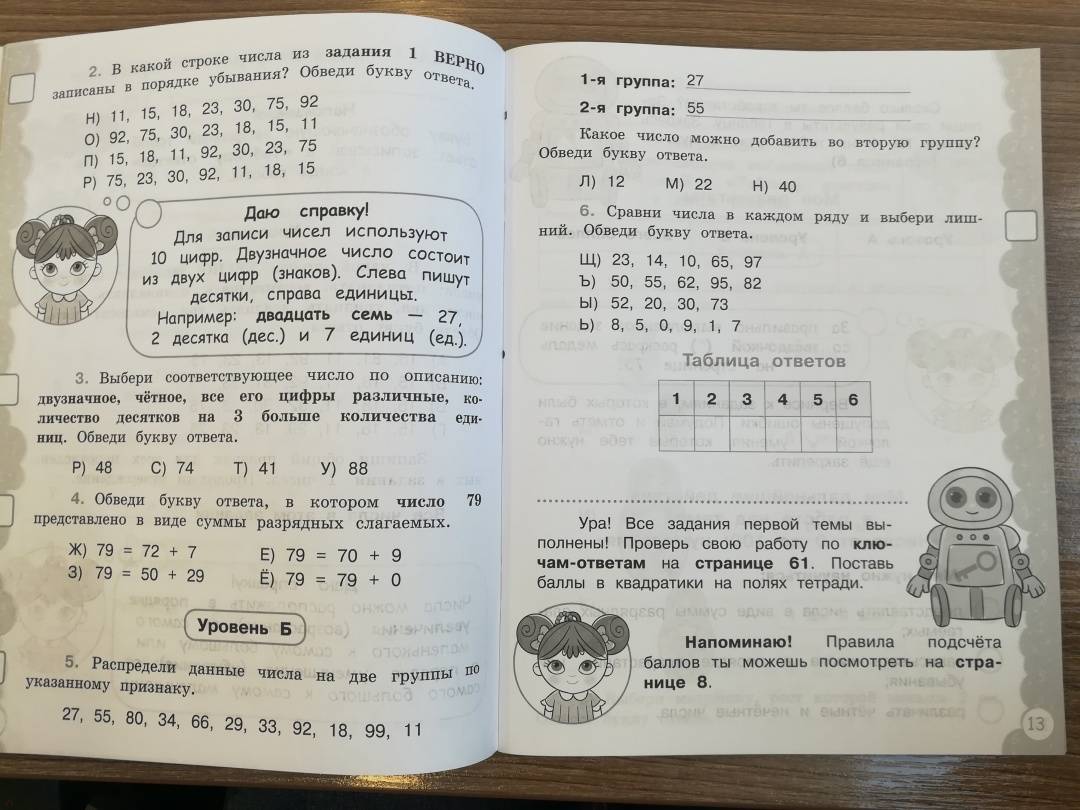 2. В какой строке числа из задания 1 ВЕРНО
записаны в порядке убывания? Обведи букву ответа.
Н) 11, 15, 18, 23, 30, 75, 92
О) 92, 75, 30, 23, 18, 15, 11
П) 15, 18, 11, 92, 30, 23, 75
Р) 75, 23, 30, 92, 11, 18, 15
Даю справку!
Для записи чисел используют
10 цифр. Двузначное число состоит
из двух цифр (знаков). Слева пишут
десятки, справа единицы.
Например: двадцать семь — 27,
2 десятка (дес.) и 7 единиц (ед.).
3. Выбери соответствующее число по описанию:
двузначное, чётное, все его цифры различные, ко-
личество десятков на 3 больше количества еди-
ниц. Обведи букву ответа.
Р) 48 С) 74 Т) 41 У) 88
4. Обведи букву ответа, в котором число 79
представлено в виде суммы разрядных слагаемых.
Ж) 79 = 72 + 7 Е) 79 = 70 + 9
З) 79 = 50 + 29 Ё) 79 = 79 + 0
Уровень Б
5. Распредели данные числа на две группы по
указанному признаку.
27, 55, 80, 34, 66, 29, 33, 92, 18, 99, 11
1-я группа: 27
2-я группа: 55
Какое число можно добавить во вторую группу?
Обведи букву ответа.
Л) 12 М) 22 Н) 40
6. Сравни числа в каждом ряду и выбери лиш-
ний. Обведи букву ответа.
Щ) 23, 14, 10, 65, 97
Ъ) 50, 55, 62, 95, 82
Ы) 52, 20, 30, 73
Ь) 8, 5, 0, 9, 1, 7
Таблица ответов
1 2 3 4 5 6
Ура! Все задания первой темы вы-
полнены! Проверь свою работу по клю-
чам-ответам на странице 61. Поставь
баллы в квадратики на полях тетради.
Напоминаю! Правила подсчёта
баллов ты можешь посмотреть на стра-
нице 8.
13